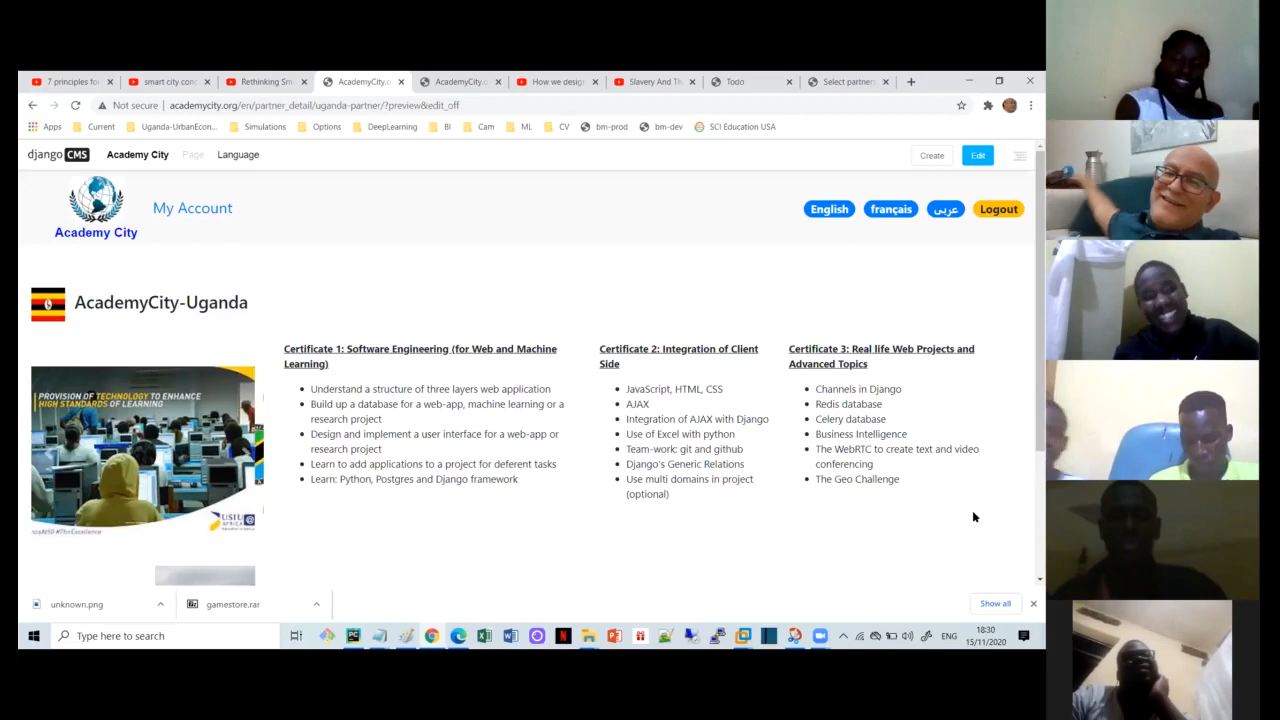 7 principles fo
smart city conc
Rethinking Sm
AcademyCity.o
AcademyCity.o
How we desig
Slavery And Th
Todo
Select partners
Not secure | academycity.org/en/partner_detail/uganda-partner/?preview&edit_off
Apps
Current
Uganda-UrbanEcon...
Simulations
Options
DeepLearning
BI
Cam
ML
CV
bm-prod
bm-dev
SCI Education USA
django CMS
Academy City
Page
Language
Create
Edit
My Account
English
français
عربى
Logout
Academy City
AcademyCity-Uganda
Certificate 1: Software Engineering (for Web and Machine
Learning)
Understand a structure of three layers web application
Build up a database for a web-app, machine learning or a
research project
Design and implement a user interface for a web-app or
research project
Learn to add applications to a project for deferent tasks
Learn: Python, Postgres and Django framework
Certificate 2: Integration of Client
Side
JavaScript, HTML, CSS
AJAX
Integration of AJAX with Django
Use of Excel with python
Team-work: git and github
Django's Generic Relations
Use multi domains in project
(optional)
Certificate 3: Real life Web Projects and
Advanced Topics
Channels in Django
Redis database
Celery database
Business Intelligence
The WebRTC to create text and video
conferencing
The Geo Challenge
PROVISION OF TECHNOLOGY TO ENHANCE
HIGH STANDARDS OF LEARNING
USIU
AFRICA
unknown.png
gamestore.rar
Show all
Type here to search
ENG
18:30
15/11/2020